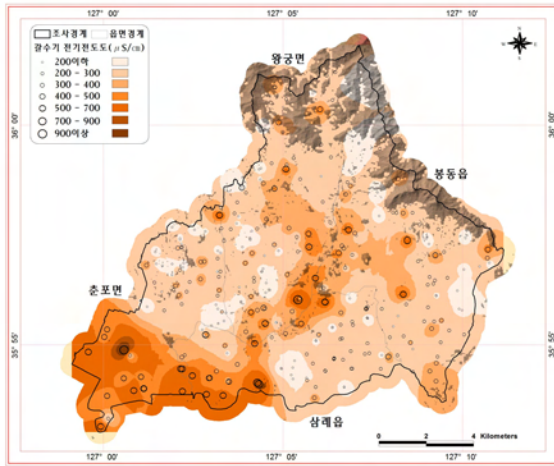 127° 00' 127° 05' 127° 10'
조사경계 읍면경계
갈수기 전기전도도(μS/㎝)
200이하
200 - 300
300 - 400
400 - 500
500 - 700
700 - 900
900이상
왕궁면
N
36° 00' 36° 00'
봉동읍
춘포면
35° 55' 35° 55'
삼례읍
0 2 4 Kilometers
127° 00' 127° 05' 127° 10'